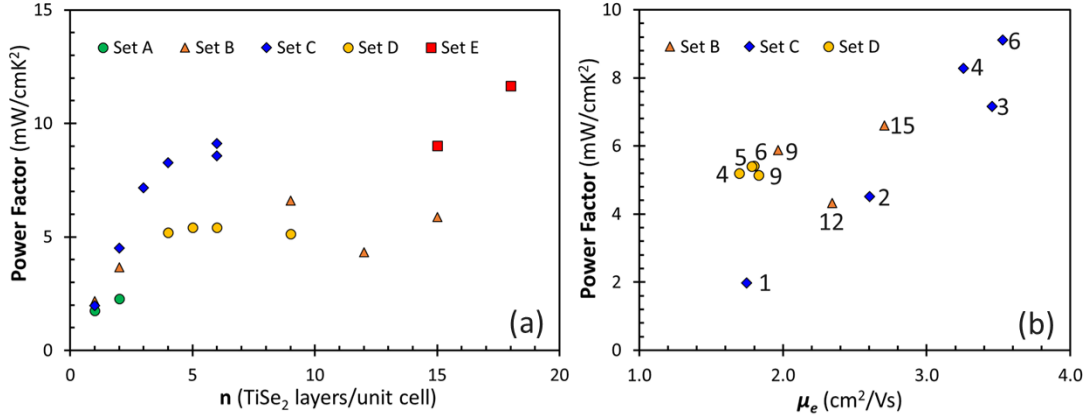 15
10
5
0
Power Factor (mW/cmK²)
Set A Set B Set C Set D Set E
(a)
0 5 10 15 20
n (TiSe₂ layers/unit cell)
10
8
6
4
2
0
Power Factor (mW/cmK²)
Set B Set C Set D
6
4
3
15
5 6 9
4 9
2
12
1
(b)
1.0 2.0 3.0 4.0
μₑ (cm²/Vs)